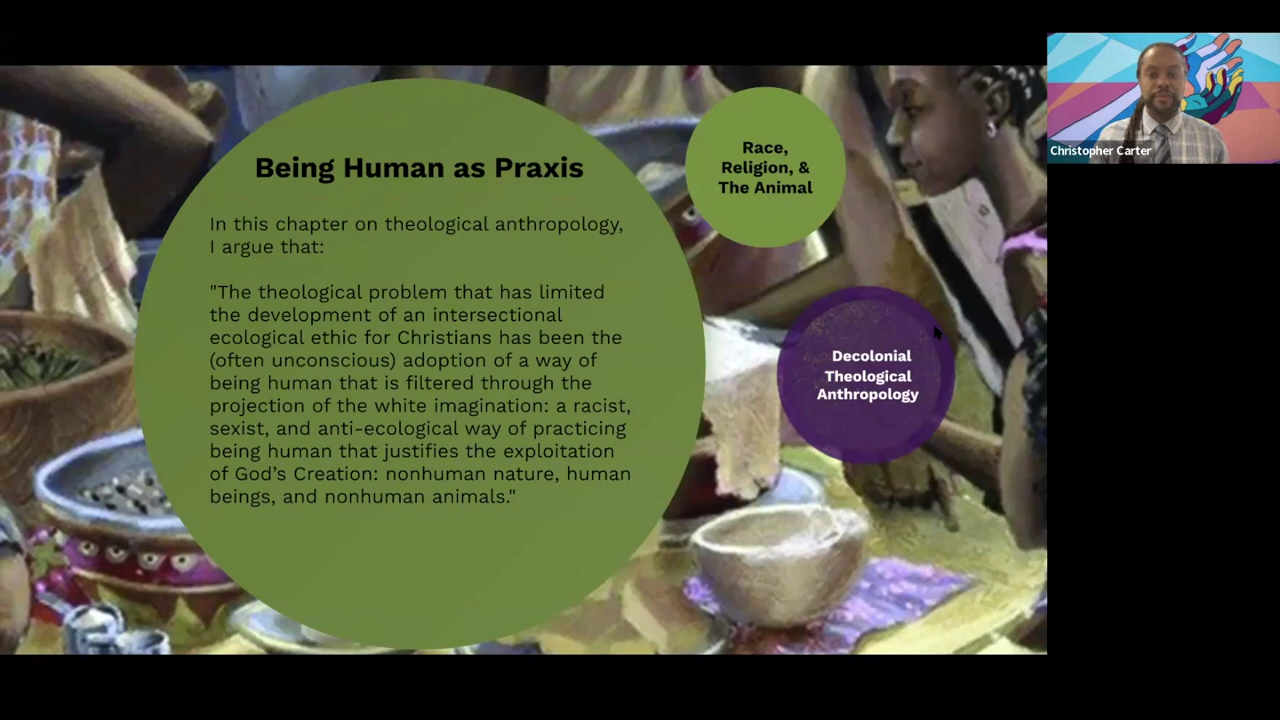 Being Human as Praxis
In this chapter on theological anthropology,
I argue that:
"The theological problem that has limited
the development of an intersectional
ecological ethic for Christians has been the
(often unconscious) adoption of a way of
being human that is filtered through the
projection of the white imagination: a racist,
sexist, and anti-ecological way of practicing
being human that justifies the exploitation
of God’s Creation: nonhuman nature, human
beings, and nonhuman animals."
Race,
Religion, &
The Animal
Decolonial
Theological
Anthropology
Christopher Carter